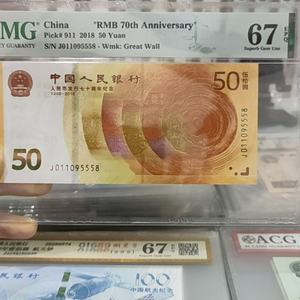 MG
China "RMB 70th Anniversary"
Pick# 911 2018 50 Yuan
S/N J011095558 - Wmk: Great Wall
67 EPQ
Superb Gem Unc
中国人民银行
人民币发行七十周年纪念
1948-2018
50 伍拾圆
J011095558
50
J011095558
67
ACG
100
中国航天纪念